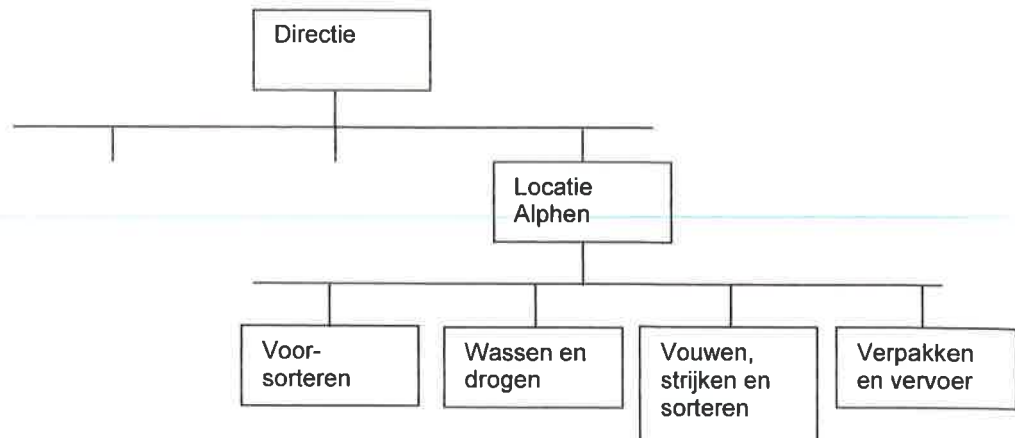 Directie
Locatie
Alphen
Voor-
sorteren
Wassen en
drogen
Vouwen,
strijken en
sorteren
Verpakken
en vervoer